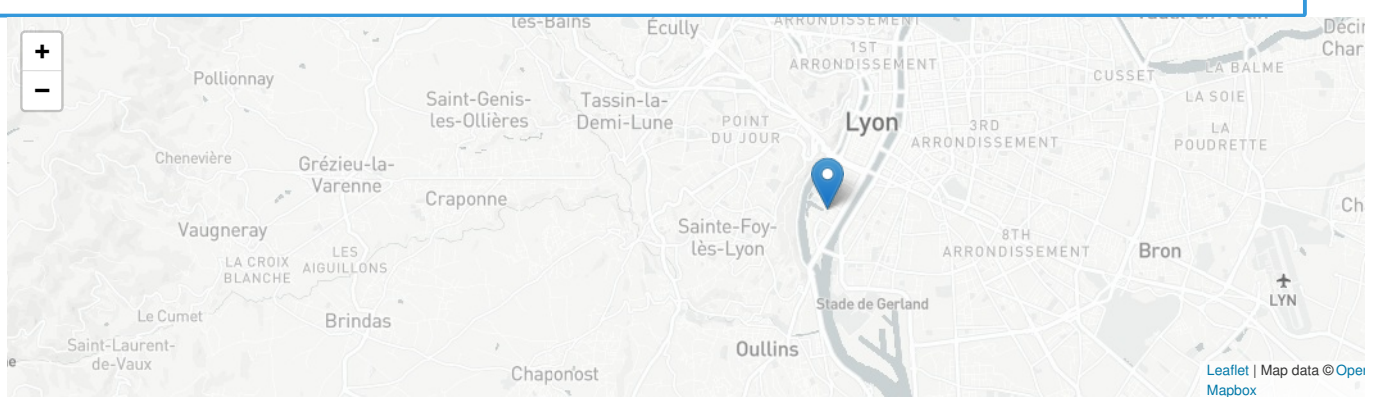 les-Bains
Écully
ARRONDISSEMENT
+
−
1ST
ARRONDISSEMENT
Pollionnay
CUSSET
LA BALME
Saint-Genis-
les-Ollières
Tassin-la-
Demi-Lune
POINT
DU JOUR
Lyon
3RD
ARRONDISSEMENT
LA SOIE
LA
POUDRETTE
Chenevière
Grézieu-la-
Varenne
Craponne
Vaugneray
Sainte-Foy-
lès-Lyon
8TH
ARRONDISSEMENT
Bron
LES
AIGUILLONS
LA CROIX
BLANCHE
LYN
Le Cumet
Brindas
Stade de Gerland
Saint-Laurent-
de-Vaux
Oullins
Chaponost
Leaflet | Map data © Oper
Mapbox